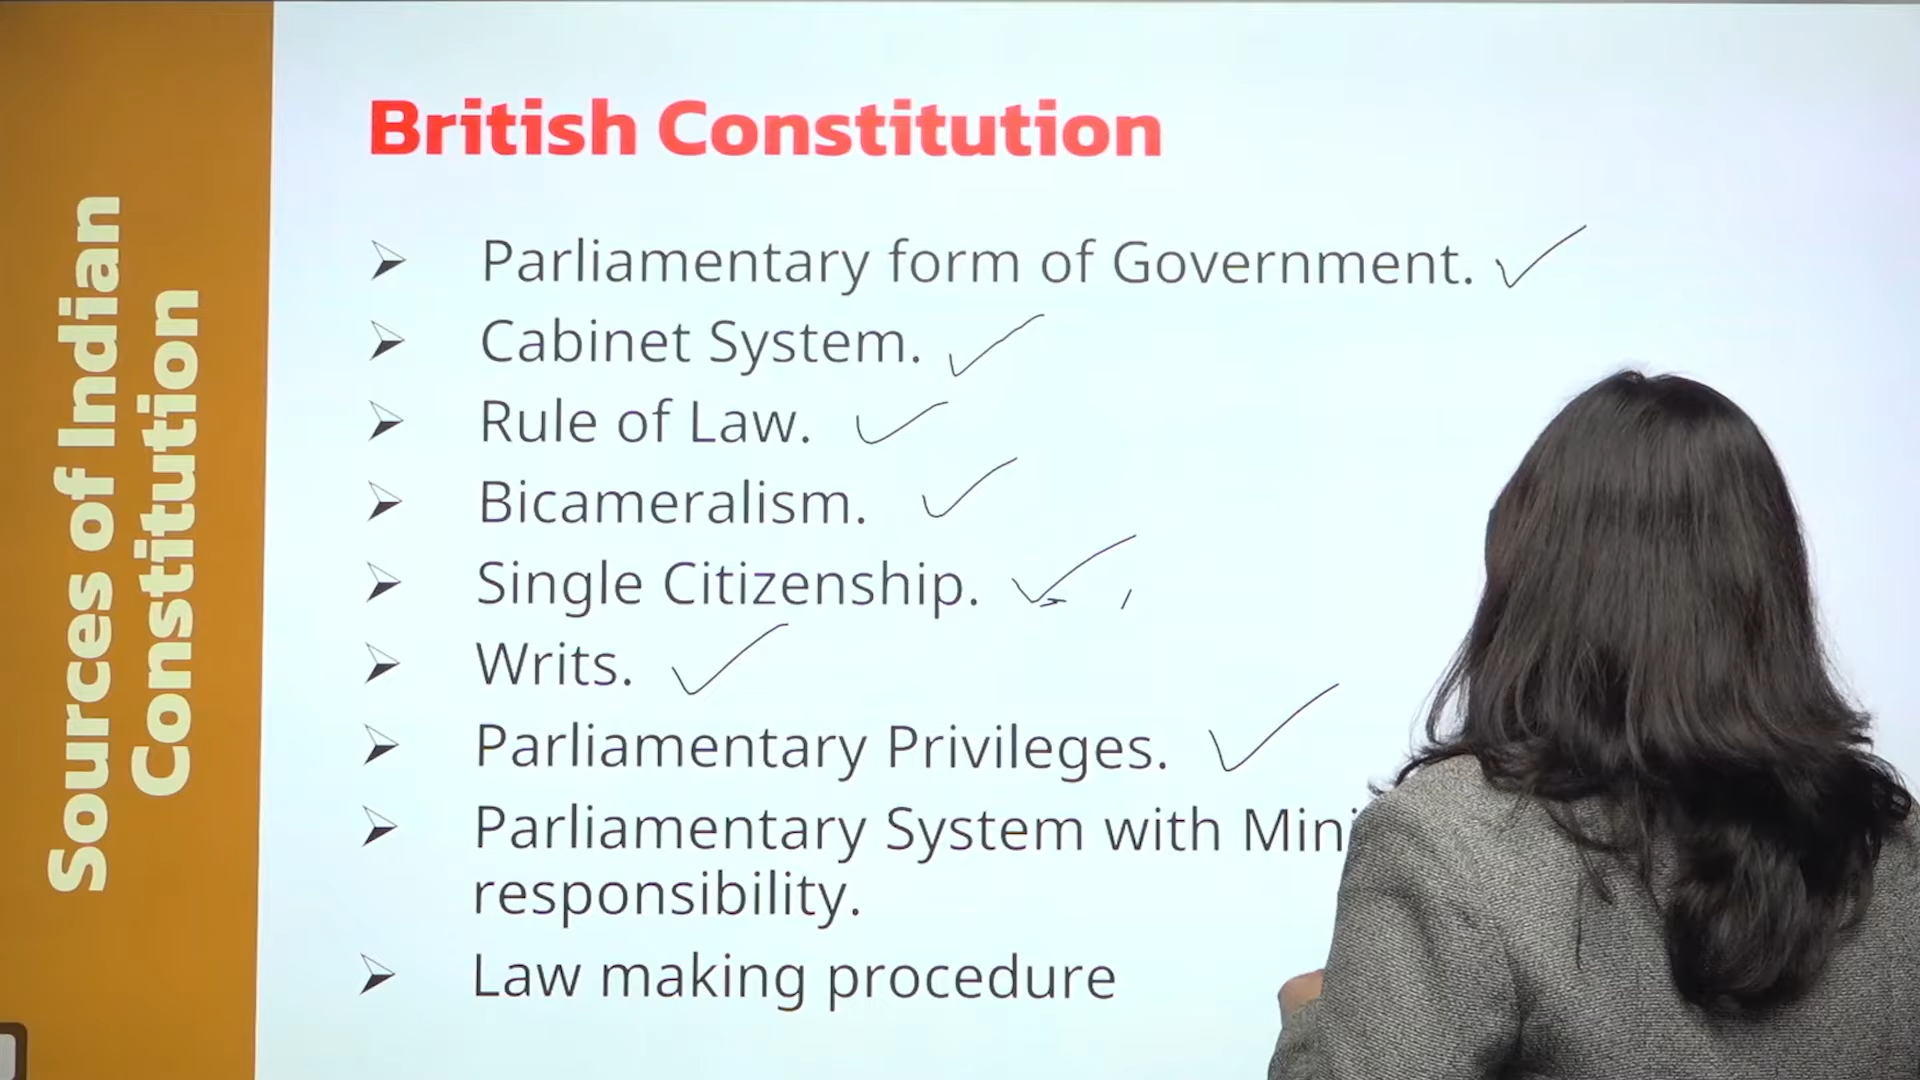 Sources of Indian
Constitution
British Constitution
Parliamentary form of Government.
Cabinet System.
Rule of Law.
Bicameralism.
Single Citizenship.
Writs.
Parliamentary Privileges.
Parliamentary System with
responsibility.
Law making procedure